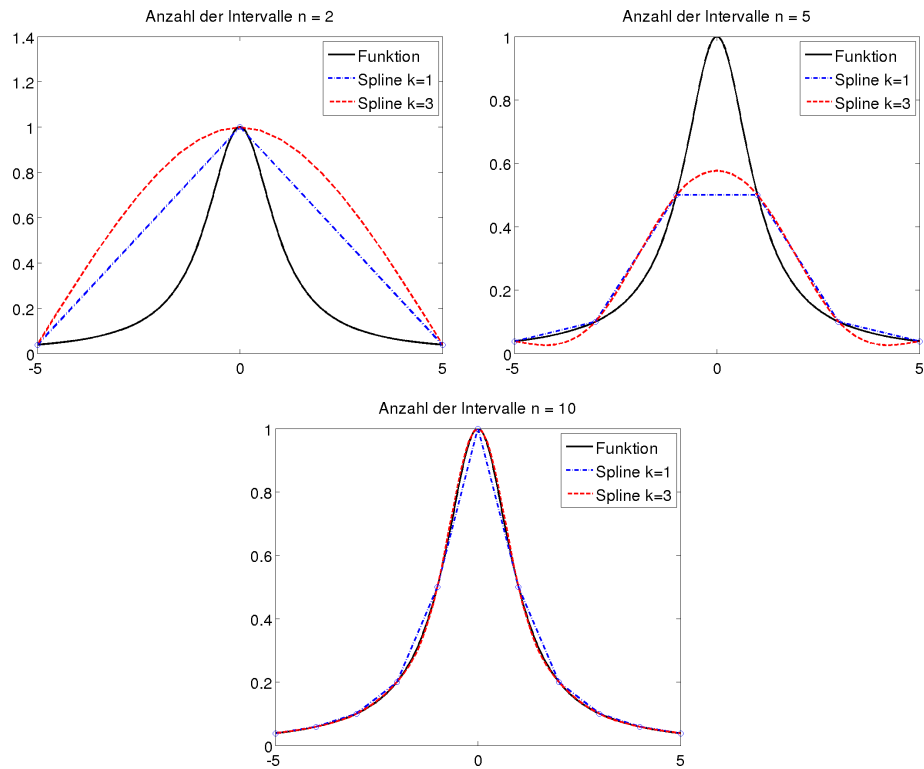 Anzahl der Intervalle n = 2
1.4
1.2
1
0.8
0.6
0.4
0.2
0
-5
0
5
Funktion
Spline k=1
Spline k=3
Anzahl der Intervalle n = 5
1
0.8
0.6
0.4
0.2
0
-5
0
5
Funktion
Spline k=1
Spline k=3
Anzahl der Intervalle n = 10
1
0.8
0.6
0.4
0.2
0
-5
0
5
Funktion
Spline k=1
Spline k=3